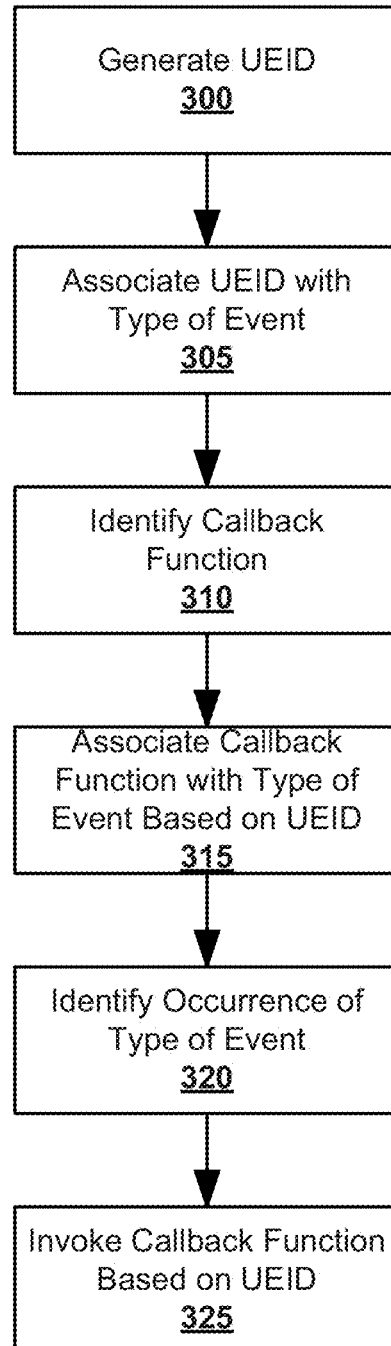 Generate UEID
300
Associate UEID with
Type of Event
305
Identify Callback
Function
310
Associate Callback
Function with Type of
Event Based on UEID
315
Identify Occurrence of
Type of Event
320
Invoke Callback Function
Based on UEID
325